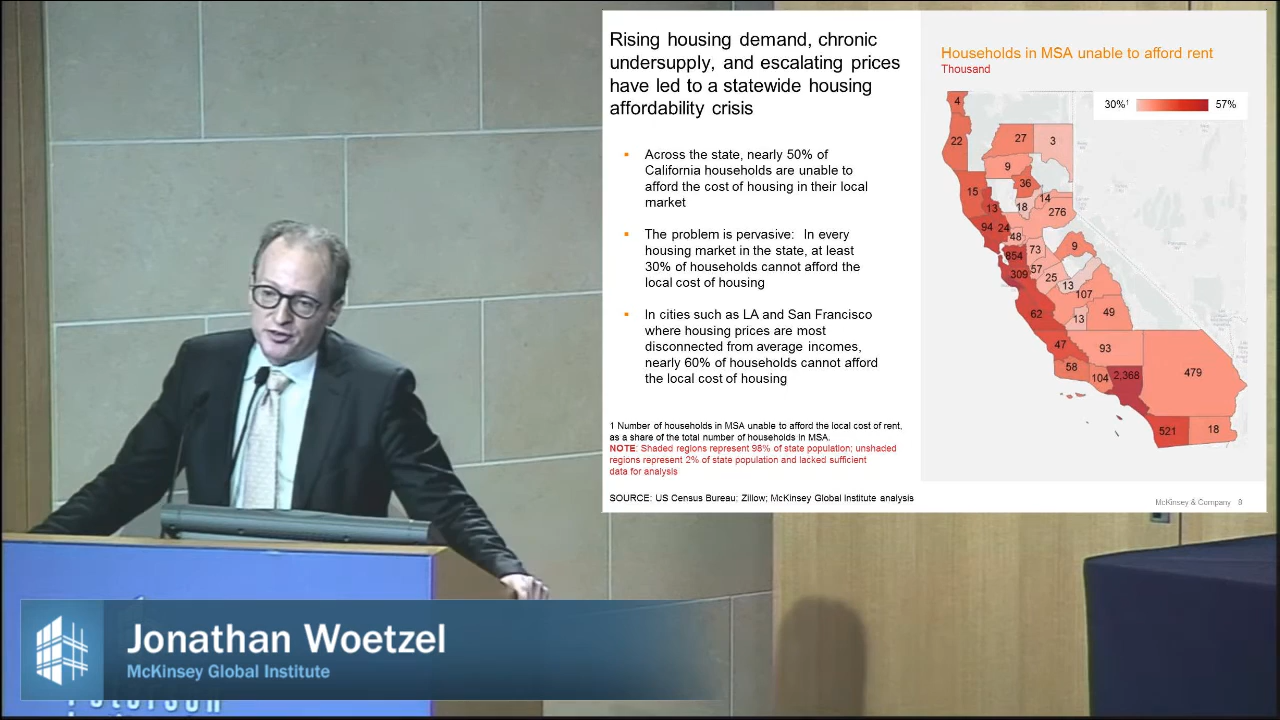 Rising housing demand, chronic
undersupply, and escalating prices
have led to a statewide housing
affordability crisis
Across the state, nearly 50% of
California households are unable to
afford the cost of housing in their local
market
The problem is pervasive: In every
housing market in the state, at least
30% of households cannot afford the
local cost of housing
In cities such as LA and San Francisco
where housing prices are most
disconnected from average incomes,
nearly 60% of households cannot afford
the local cost of housing
1 Number of households in MSA unable to afford the local cost of rent,
as a share of the total number of households in MSA.
NOTE: Shaded regions represent 98% of state population; unshaded
regions represent 2% of state population and lacked sufficient
data for analysis
SOURCE: US Census Bureau; Zillow; McKinsey Global Institute analysis
Households in MSA unable to afford rent
Thousand
30%¹ 57%
4
22
27
3
9
15
36
13
18
14
276
94
24
48
73
9
854
309
57
25
13
107
62
13
49
47
93
58
104
2,368
479
521
18
McKinsey & Company
Jonathan Woetzel
McKinsey Global Institute